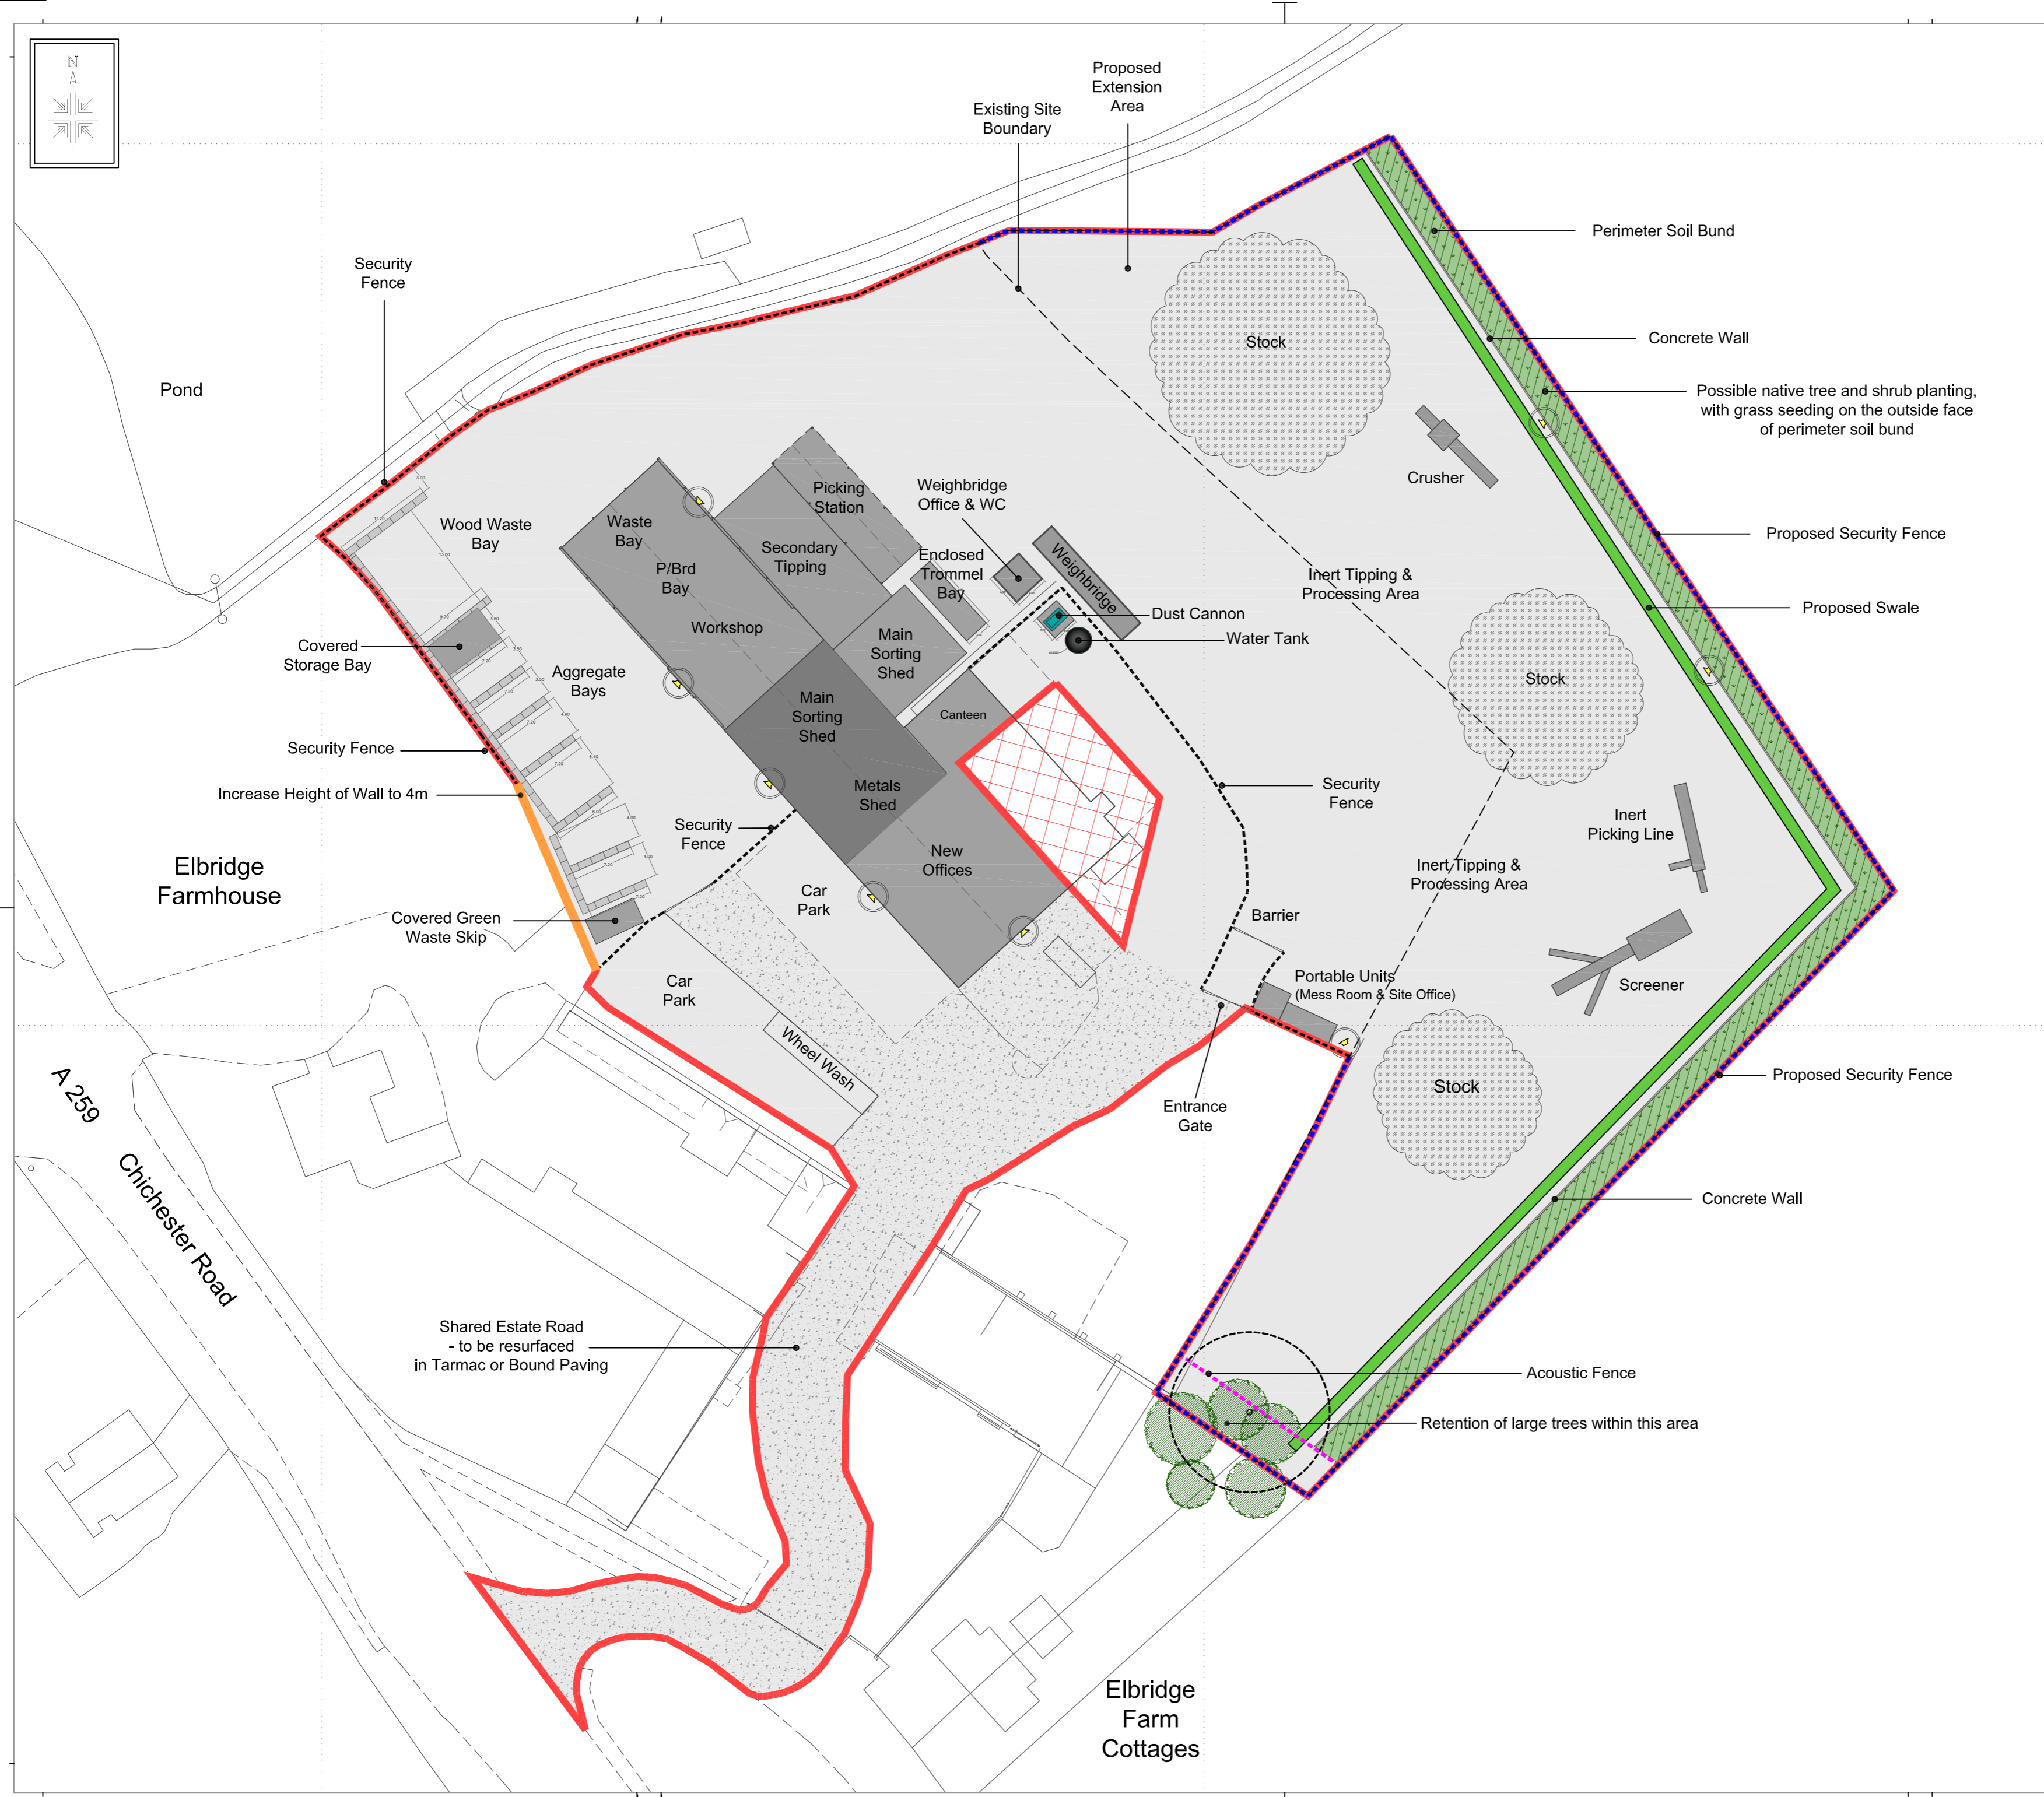 N
Proposed
Extension
Area
Existing Site
Boundary
Perimeter Soil Bund
Security
Fence
Concrete Wall
Stock
Pond
Possible native tree and shrub planting,
with grass seeding on the outside face
of perimeter soil bund
Crusher
Picking
Station
Weighbridge
Office & WC
Wood Waste
Bay
Waste
Bay
Secondary
Tipping
Enclosed
Trommel
Bay
Weighbridge
Proposed Security Fence
P/Brd
Bay
Inert Tipping &
Processing Area
Proposed Swale
Dust Cannon
Workshop
Water Tank
Main
Sorting
Shed
Covered
Storage Bay
Aggregate
Bays
Stock
Main
Sorting
Shed
Canteen
Security Fence
Increase Height of Wall to 4m
Metals
Shed
Security
Fence
Inert
Picking Line
Security
Fence
Elbridge
Farmhouse
New
Offices
Inert Tipping &
Processing Area
Car
Park
Covered Green
Waste Skip
Barrier
Car
Park
Portable Units
(Mess Room & Site Office)
Screener
Wheel Wash
Stock
Proposed Security Fence
A 259
Entrance
Gate
Chichester Road
Concrete Wall
Shared Estate Road
- to be resurfaced
in Tarmac or Bound Paving
Acoustic Fence
Retention of large trees within this area
Elbridge
Farm
Cottages